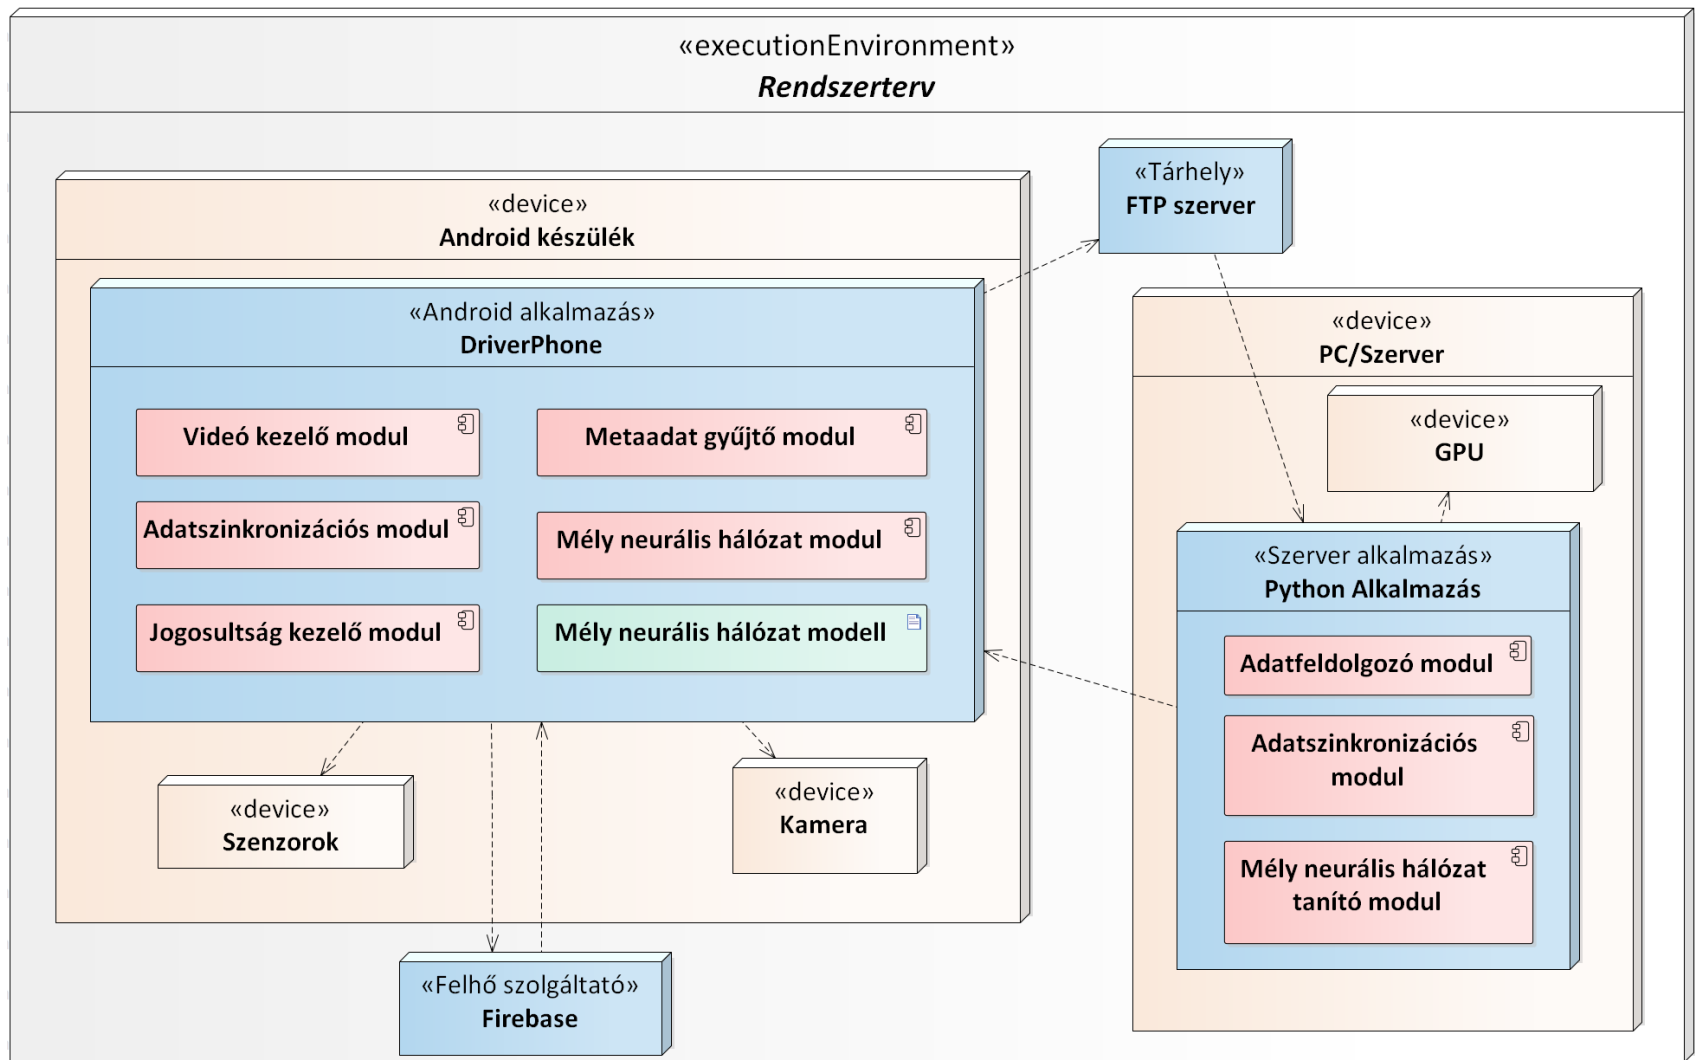 «executionEnvironment»
Rendszerterv
«device»
Android készülék
«Android alkalmazás»
DriverPhone
Videó kezelő modul
Metaadat gyűjtő modul
Adatszinkronizációs modul
Mély neurális hálózat modul
Jogosultság kezelő modul
Mély neurális hálózat modell
«device»
Szenzorok
«device»
Kamera
«Felhő szolgáltató»
Firebase
«Tárhely»
FTP szerver
«device»
PC/Szerver
«device»
GPU
«Szerver alkalmazás»
Python Alkalmazás
Adatfeldolgozó modul
Adatszinkronizációs
modul
Mély neurális hálózat
tanító modul